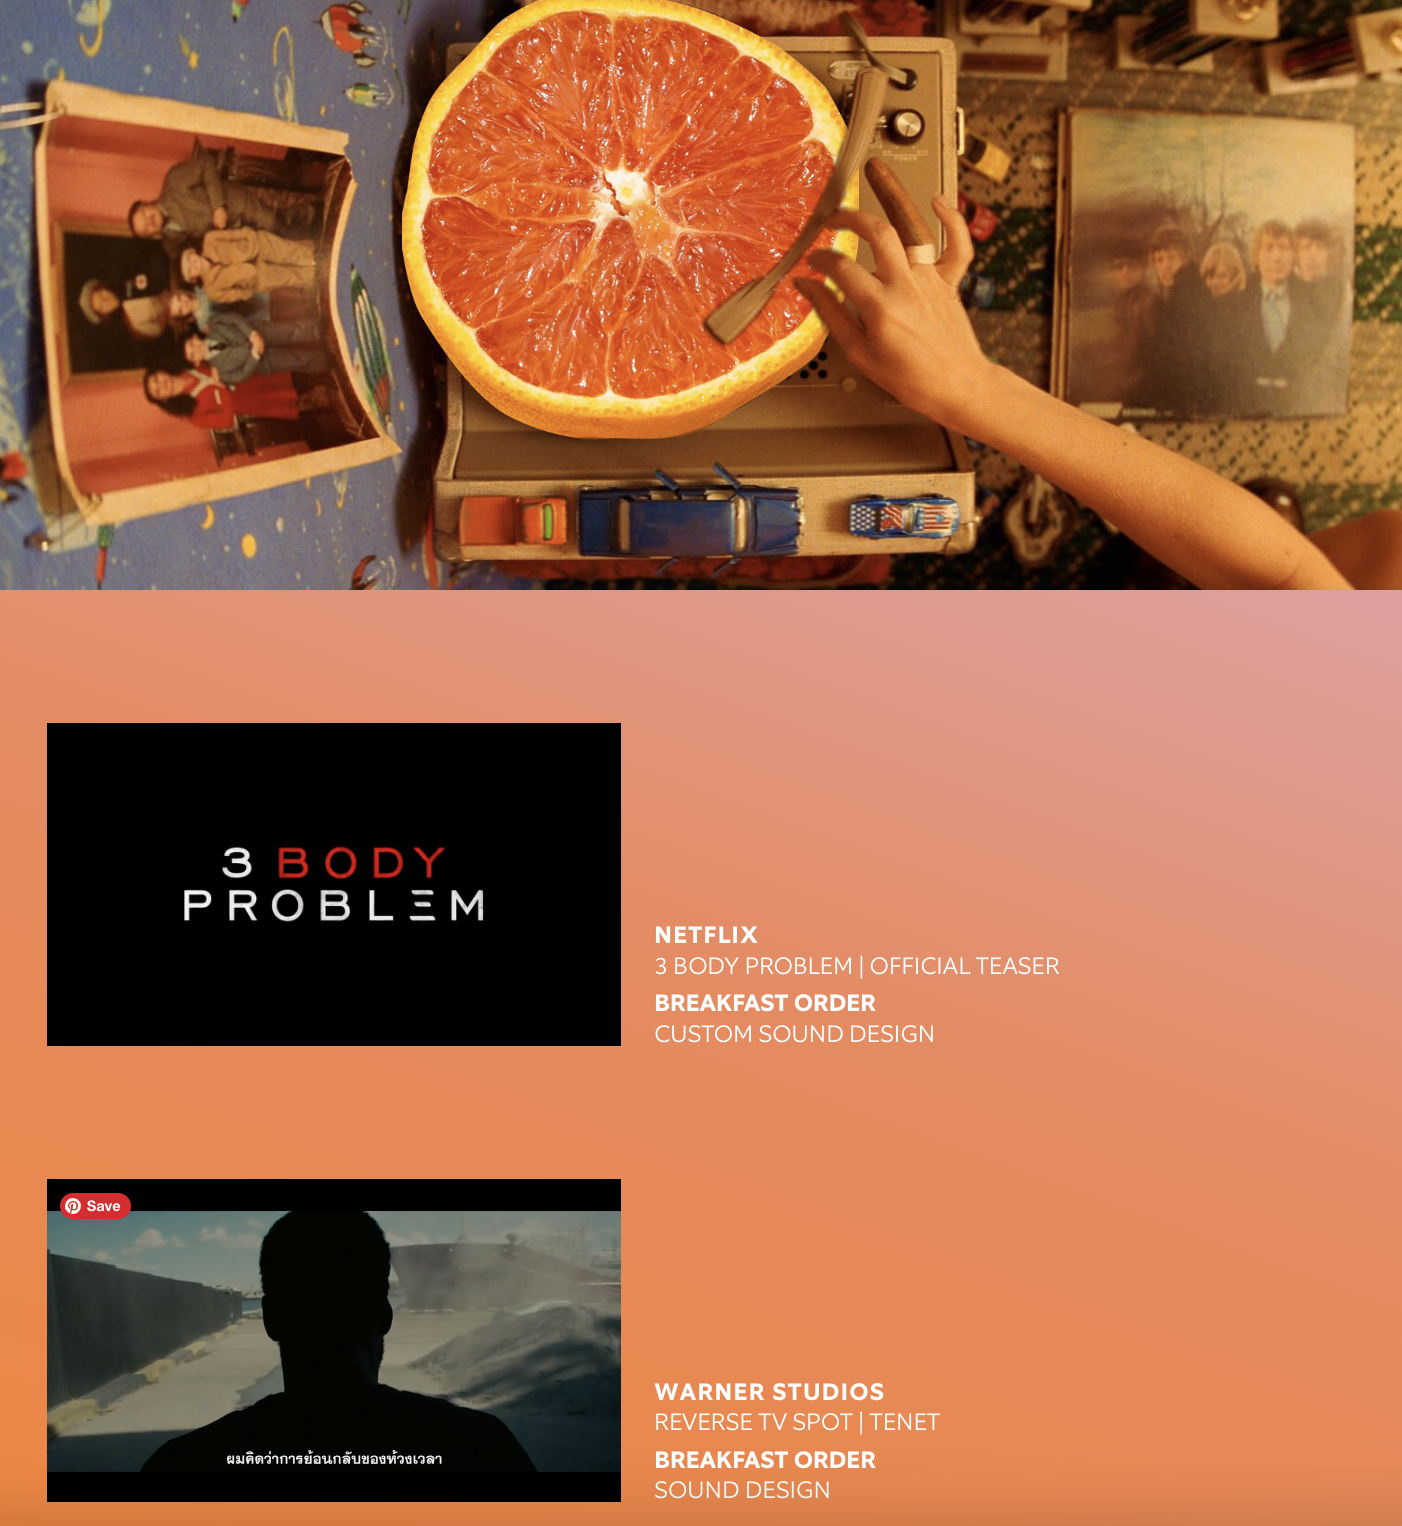 POWER
3 BODY
PROBLEM
NETFLIX
3 BODY PROBLEM | OFFICIAL TEASER
BREAKFAST ORDER
CUSTOM SOUND DESIGN
Save
ผมคิดว่าการย้อนกลับของห้วงเวลา
WARNER STUDIOS
REVERSE TV SPOT | TENET
BREAKFAST ORDER
SOUND DESIGN